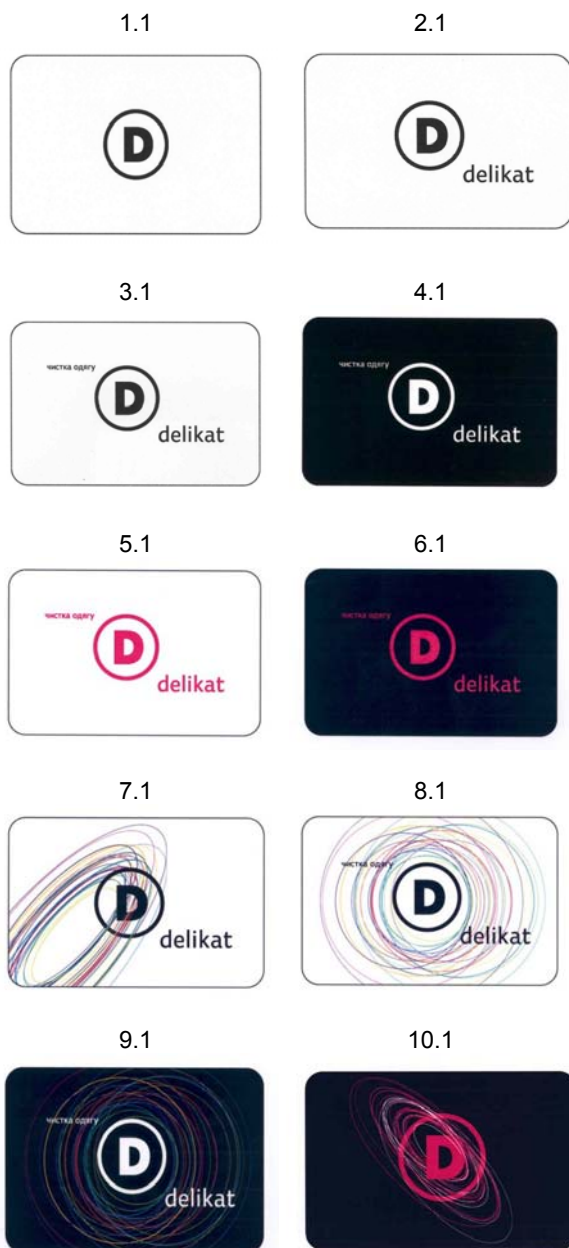 1.1 2.1
D D
delikat
3.1 4.1
чистка одягу чистка одягу
D D
delikat delikat
5.1 6.1
чистка одягу чистка одягу
D D
delikat delikat
7.1 8.1
чистка одягу
D D
delikat delikat
9.1 10.1
чистка одягу
D D
delikat